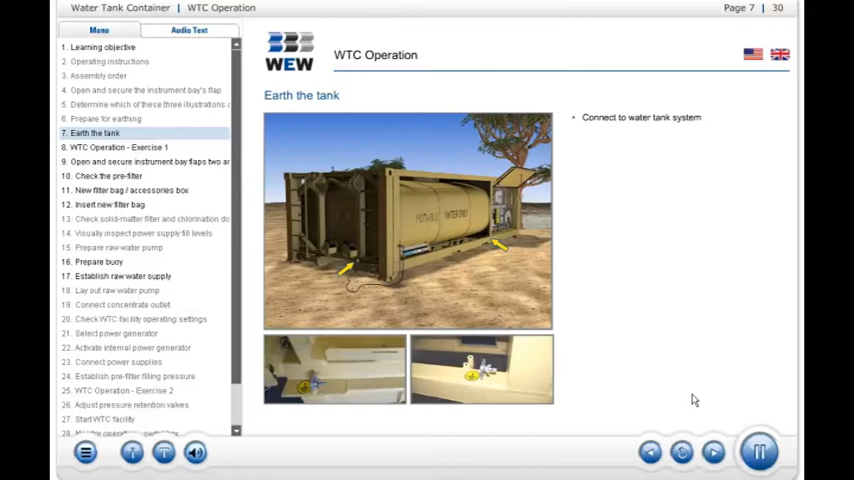 Water Tank Container | WTC Operation
Page 7 | 30
Menu
Audio Text
1. Learning objective
2. Operating instructions
3. Assembly order
4. Open and secure the instrument bay's flap
5. Determine which of these three illustrations
6. Prepare for earthing
7. Earth the tank
8. WTC Operation - Exercise 1
9. Open and secure instrument bay flaps two
10. Check the pre-filter
11. New filter bag / accessories box
12. Insert new filter bag
13. Check solid-matter filter and chlorination
14. Visually inspect power supply fill levels
15. Prepare raw water pump
16. Prepare buoy
17. Establish raw water supply
18. Lay out raw water pump
19. Connect concentrate outlet
20. Check WTC facility operating settings
21. Select power generator
22. Activate internal power generator
23. Connect power supplies
24. Establish pre-filter filling pressure
25. WTC Operation - Exercise 2
26. Adjust pressure retention valves
27. Start WTC facility
WEW
WTC Operation
Earth the tank
POTABLE WATER ONLY
• Connect to water tank system